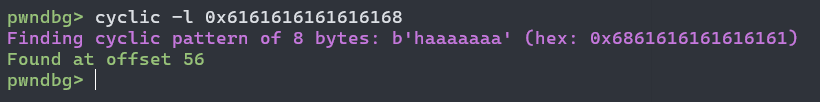 pwndbg> cyclic -l 0x6161616161616168
Finding cyclic pattern of 8 bytes: b'haaaaaaa' (hex: 0x6861616161616161)
Found at offset 56
pwndbg>